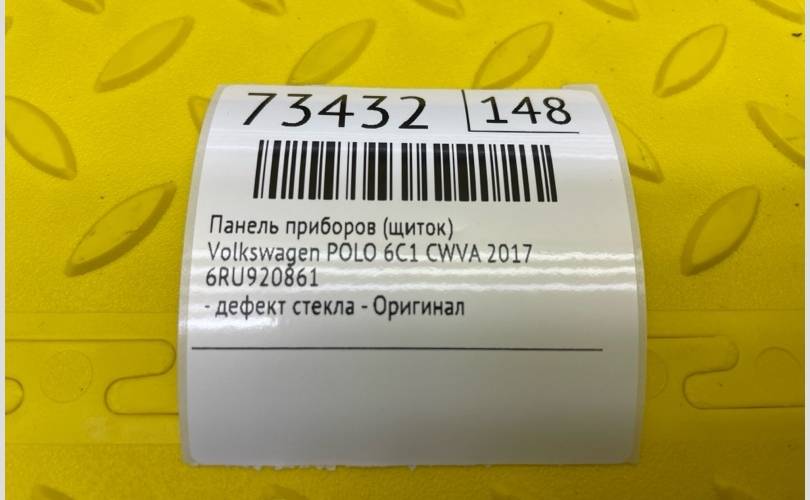 73432 148
Панель приборов (щиток)
Volkswagen POLO 6C1 CWVA 2017
6RU920861
- дефект стекла - Оригинал